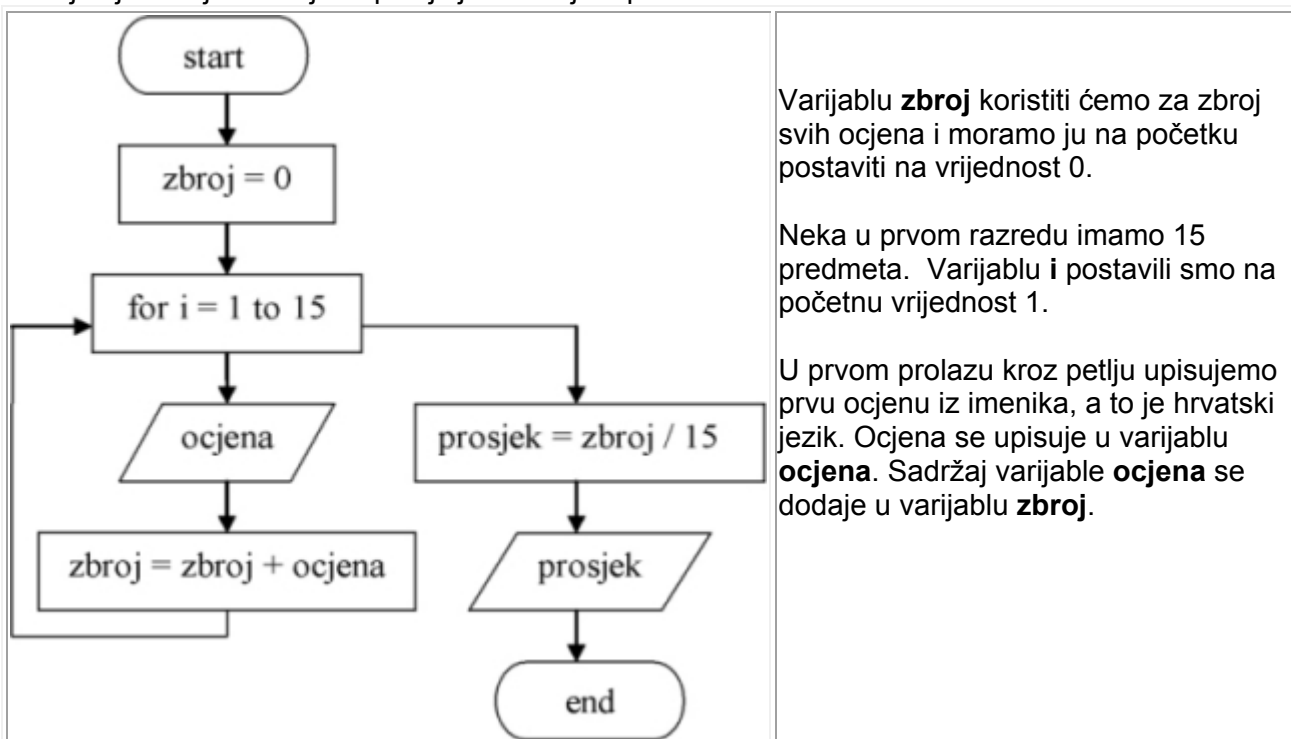 start
zbroj = 0
for i = 1 to 15
ocjena
zbroj = zbroj + ocjena
prosjek = zbroj / 15
prosjek
end
Varijablu zbroj koristiti ćemo za zbroj
svih ocjena i moramo ju na početku
postaviti na vrijednost 0.
Neka u prvom razredu imamo 15
predmeta. Varijablu i postavili smo na
početnu vrijednost 1.
U prvom prolazu kroz petlju upisujemo
prvu ocjenu iz imenika, a to je hrvatski
jezik. Ocjena se upisuje u varijablu
ocjena. Sadržaj varijable ocjena se
dodaje u varijablu zbroj.